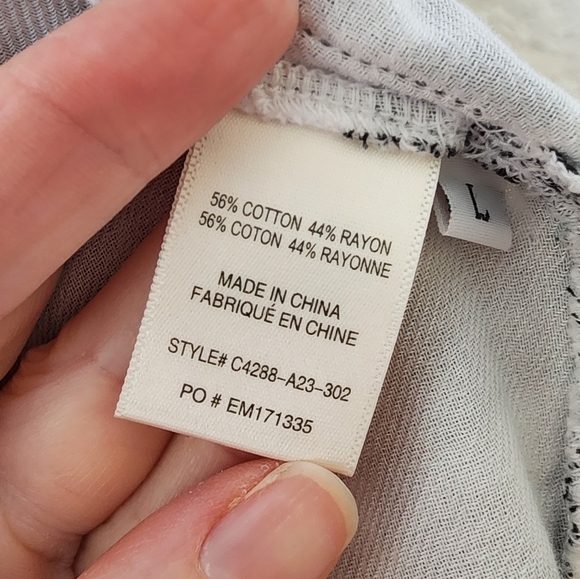 56% COTTON 44% RAYON
56% COTON 44% RAYONNE
MADE IN CHINA
FABRIQUÉ EN CHINE
STYLE# C4288-A23-302
PO # EM171335
L